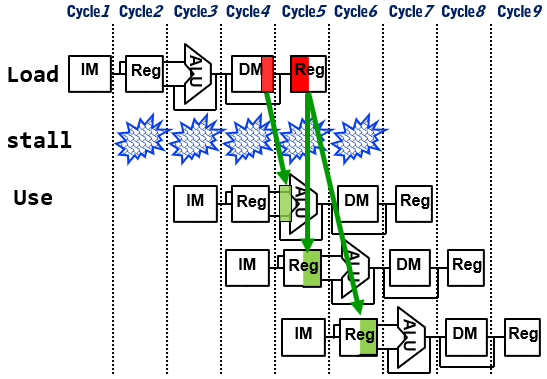 Cycle1 Cycle2 Cycle3 Cycle4 Cycle5 Cycle6 Cycle7 Cycle8 Cycle9
Load IM Reg ALU DM Reg
stall
Use IM Reg ALU DM Reg
IM Reg ALU DM Reg
IM Reg ALU DM Reg